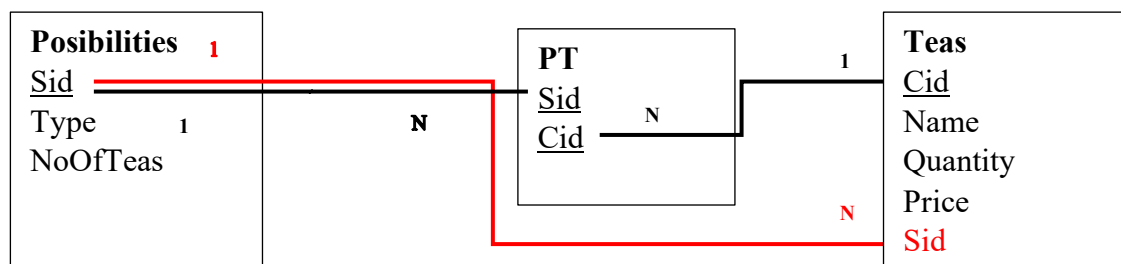 Posibilities
1
Sid
Type
1
NoOfTeas
N
PT
Sid
Cid
N
1
N
Teas
Cid
Name
Quantity
Price
Sid